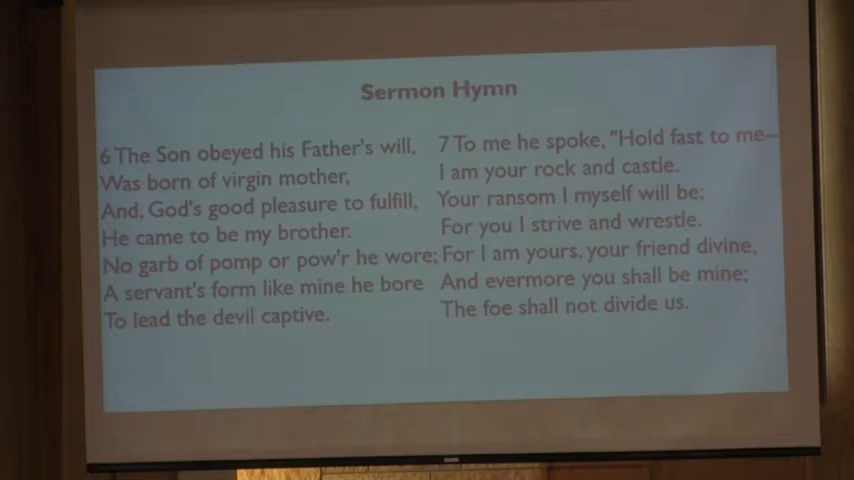 Sermon Hymn
6 The Son obeyed his Father's will,
Was born of virgin mother,
And, God's good pleasure to fulfill,
He came to be my brother.
No garb of pomp or pow'r he wore;
A servant's form like mine he bore
To lead the devil captive.
7 To me he spoke, "Hold fast to me--
I am your rock and castle.
Your ransom I myself will be;
For you I strive and wrestle.
For I am yours, your friend divine,
And evermore you shall be mine;
The foe shall not divide us.